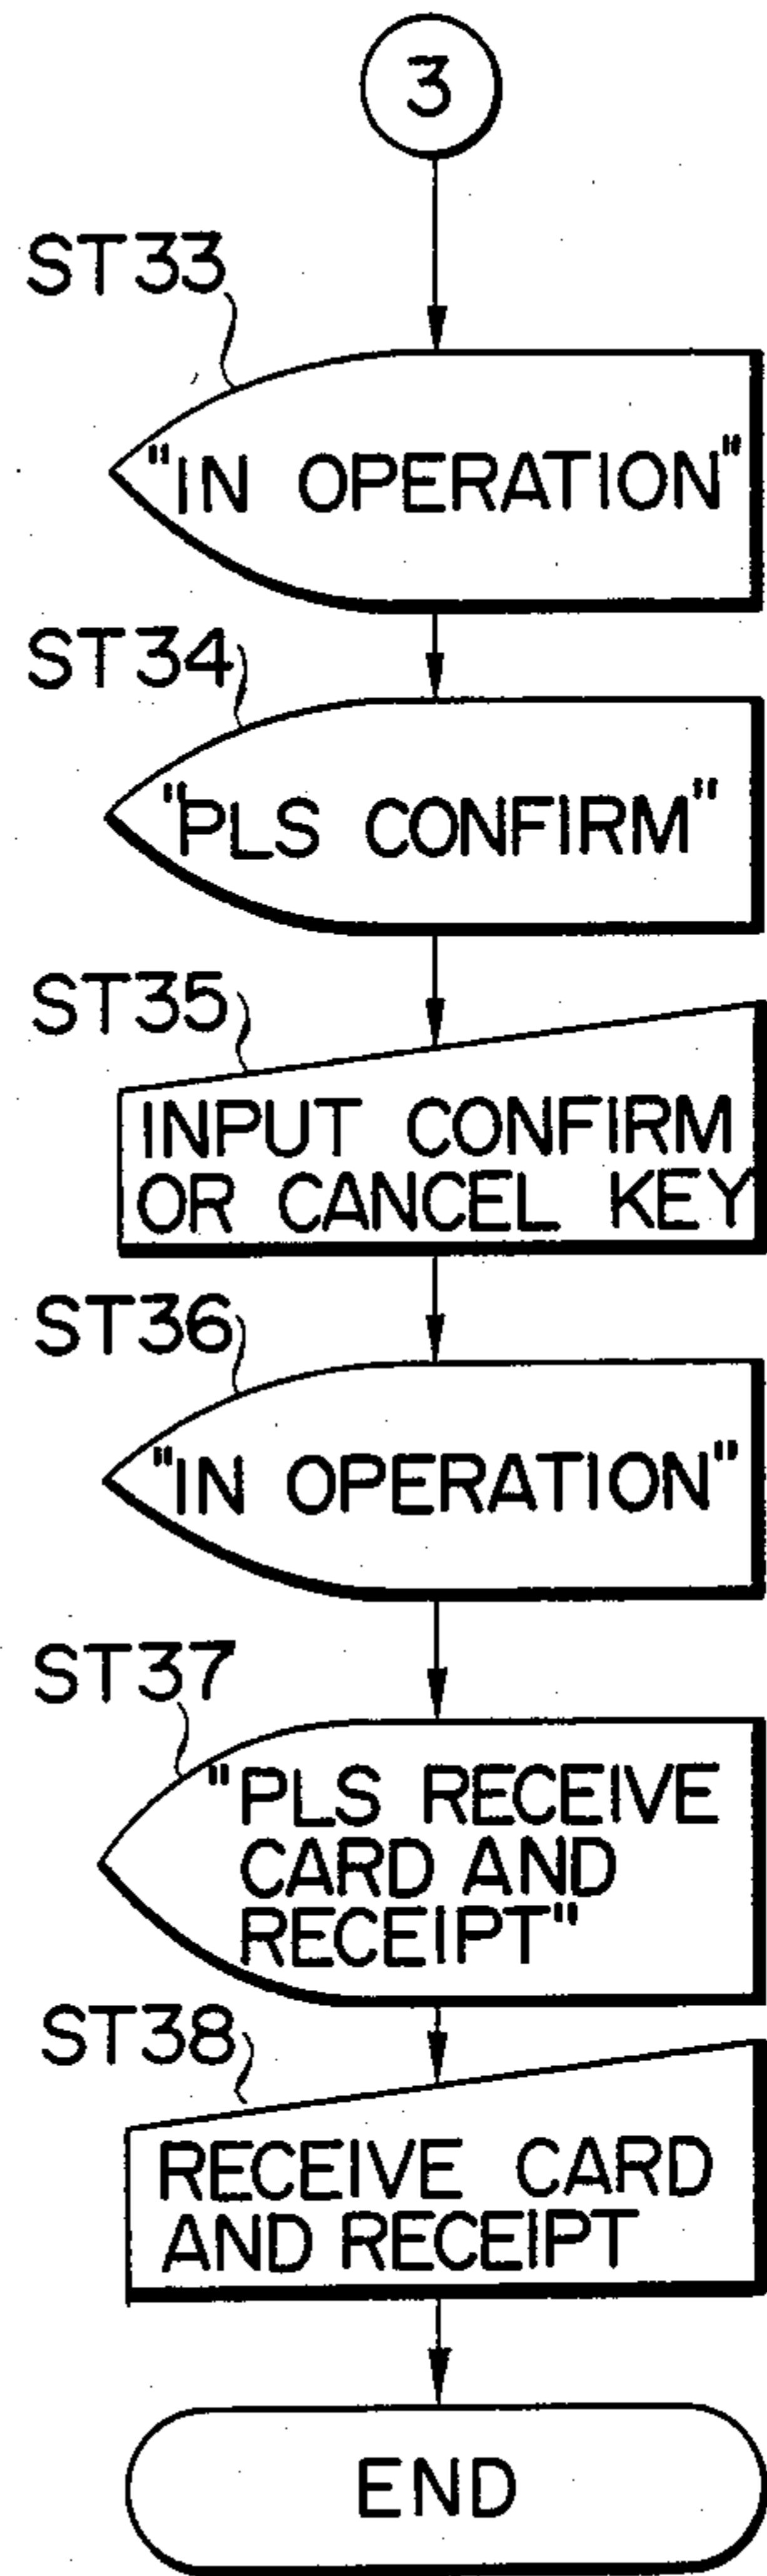 3
ST33
"IN OPERATION"
ST34
"PLS CONFIRM"
ST35
INPUT CONFIRM
OR CANCEL KEY
ST36
"IN OPERATION"
ST37
"PLS RECEIVE
CARD AND
RECEIPT"
ST38
RECEIVE CARD
AND RECEIPT
END